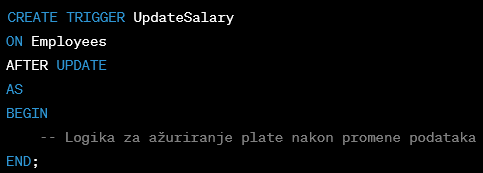 CREATE TRIGGER UpdateSalary
ON Employees
AFTER UPDATE
AS
BEGIN
    -- Logika za ažuriranje plate nakon promene podataka
END;